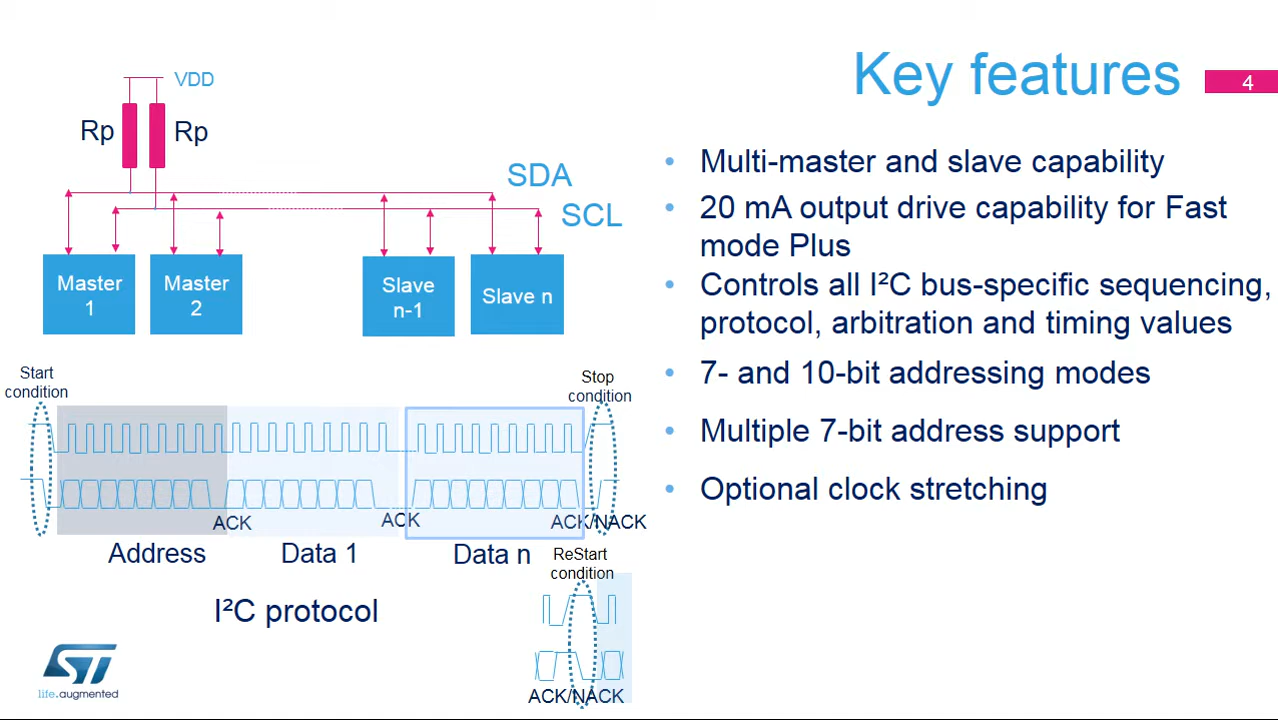 Key features
4
VDD
Rp
Rp
SDA
SCL
Master
1
Master
2
Slave
n-1
Slave n
Start
condition
Stop
condition
ACK
ACK
ACK/NACK
Address
Data 1
Data n
ReStart
condition
ACK/NACK
I²C protocol
ST
life.augmented
• Multi-master and slave capability
• 20 mA output drive capability for Fast
mode Plus
• Controls all I²C bus-specific sequencing,
protocol, arbitration and timing values
• 7- and 10-bit addressing modes
• Multiple 7-bit address support
• Optional clock stretching